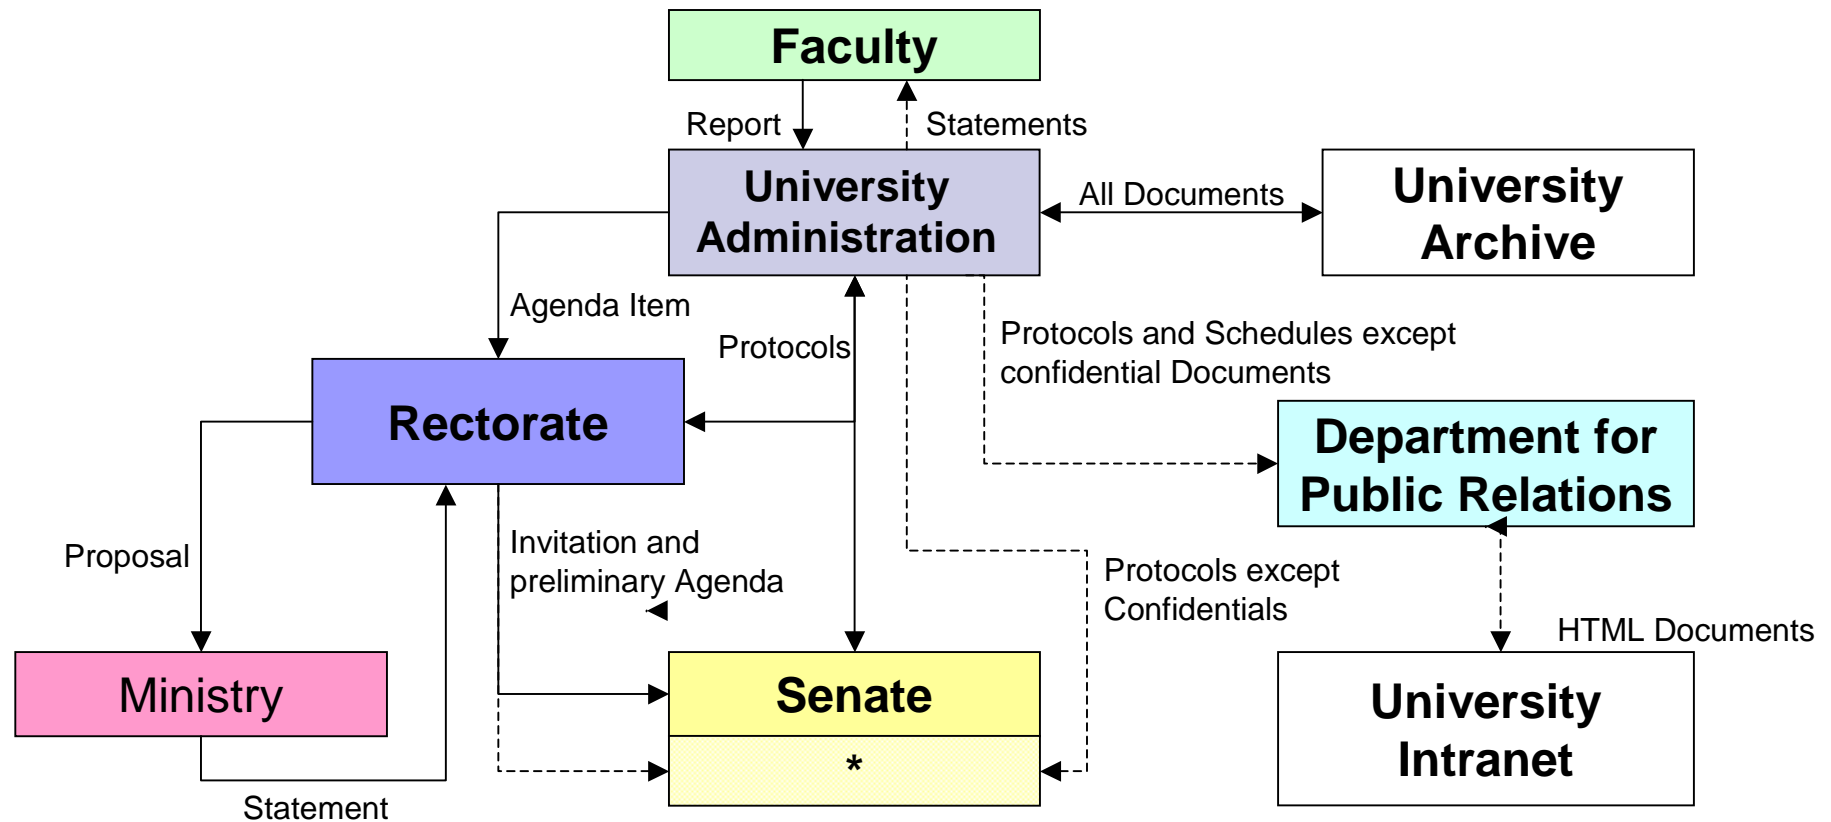 Faculty
Report
Statements
University
Administration
All Documents
University
Archive
Agenda Item
Protocols
Protocols and Schedules except
confidential Documents
Rectorate
Department for
Public Relations
Proposal
Invitation and
preliminary Agenda
Protocols except
Confidentials
HTML Documents
Ministry
Senate
*
University
Intranet
Statement